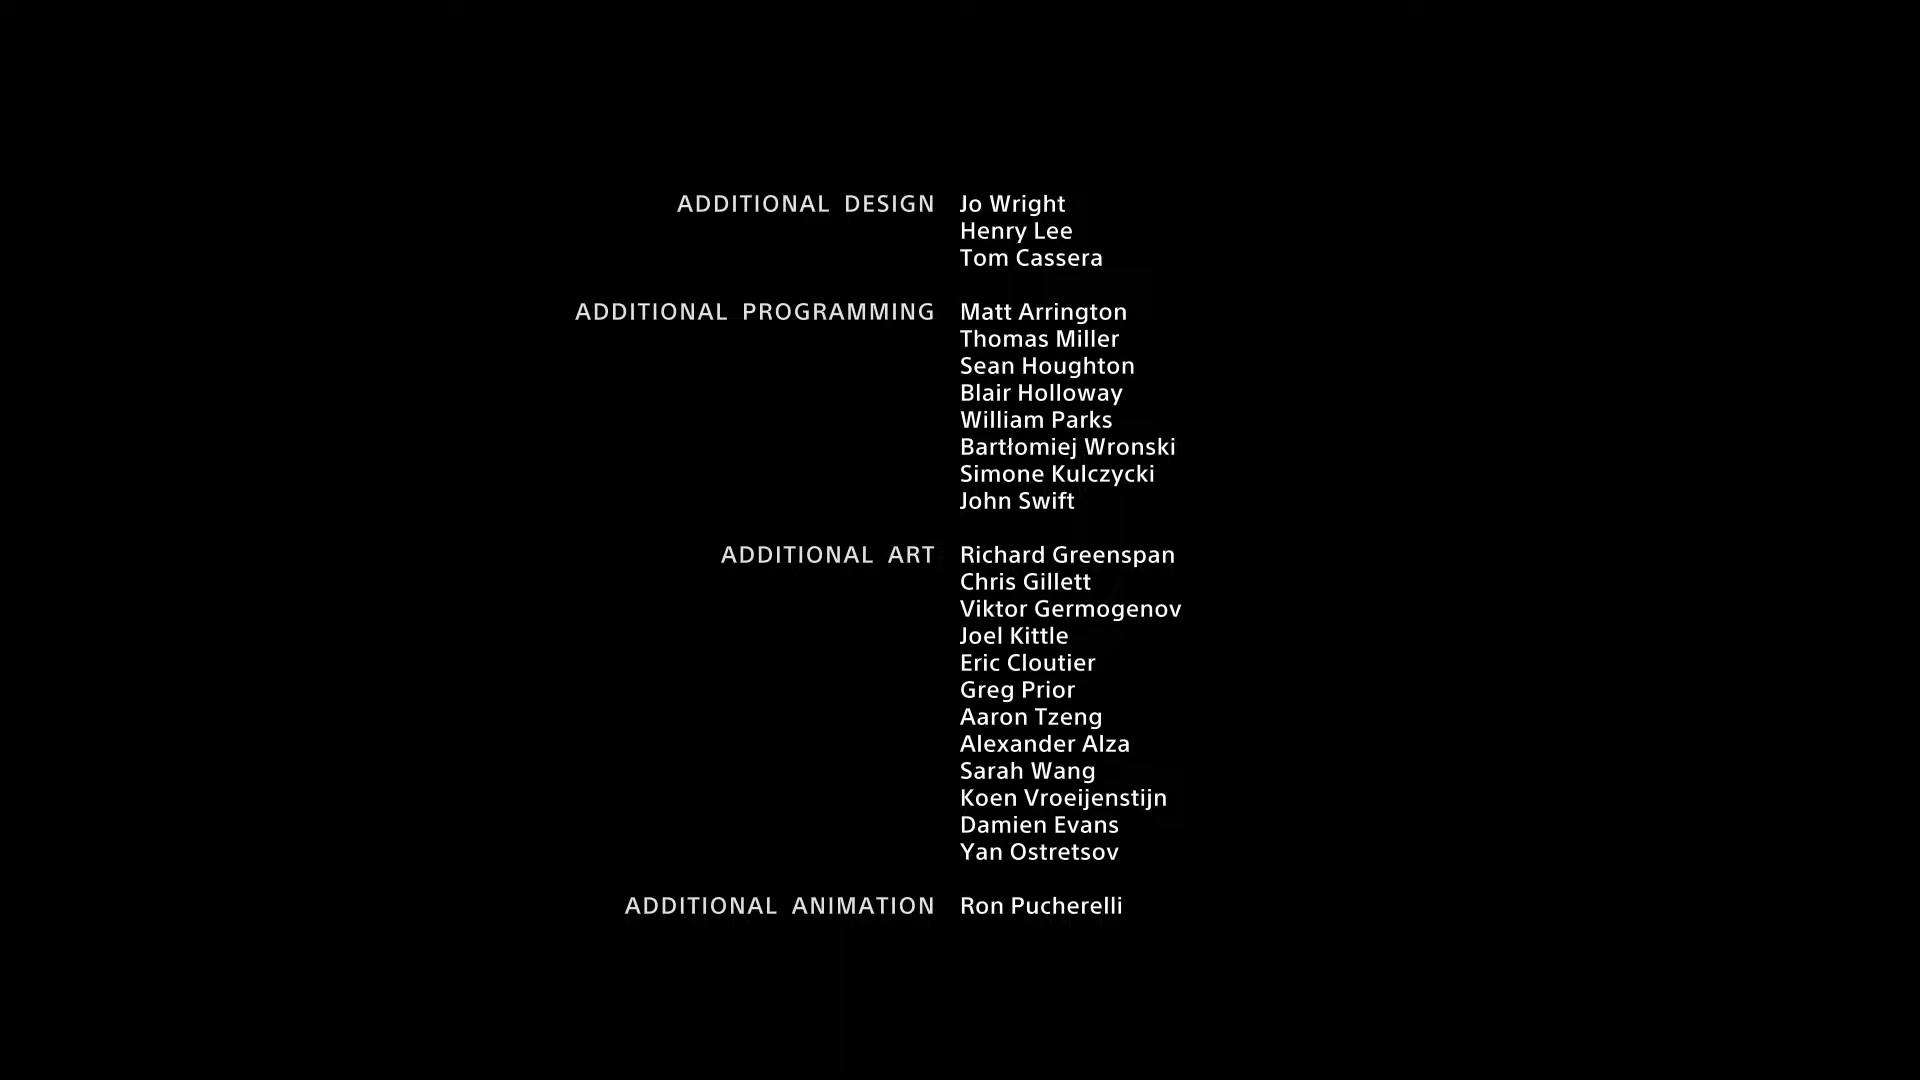 ADDITIONAL DESIGN Jo Wright
Henry Lee
Tom Cassera
ADDITIONAL PROGRAMMING Matt Arrington
Thomas Miller
Sean Houghton
Blair Holloway
William Parks
Bartłomiej Wronski
Simone Kulczycki
John Swift
ADDITIONAL ART Richard Greenspan
Chris Gillett
Viktor Germogenov
Joel Kittle
Eric Cloutier
Greg Prior
Aaron Tzeng
Alexander Alza
Sarah Wang
Koen Vroeijenstijn
Damien Evans
Yan Ostretsov
ADDITIONAL ANIMATION Ron Pucherelli